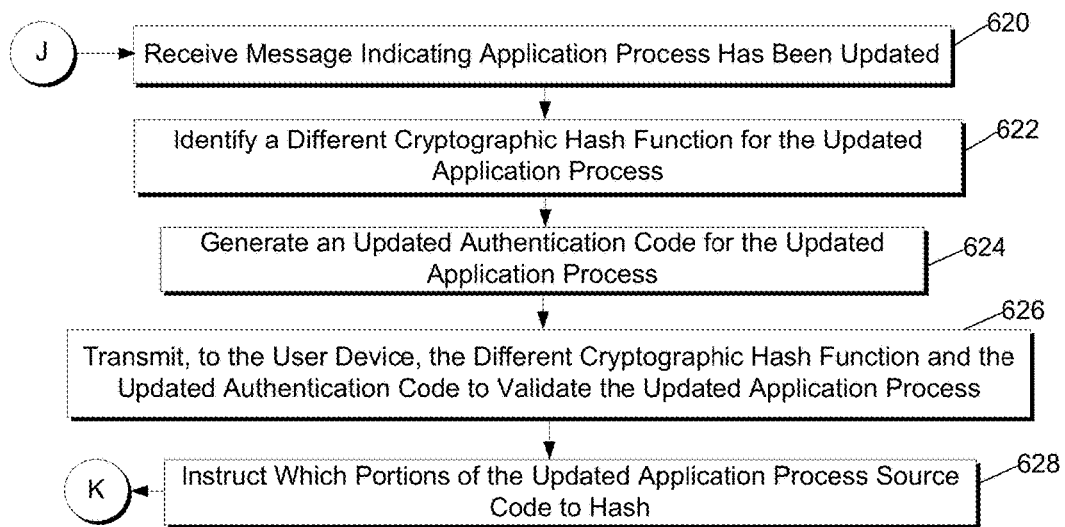 J
Receive Message Indicating Application Process Has Been Updated
620
Identify a Different Cryptographic Hash Function for the Updated
Application Process
622
Generate an Updated Authentication Code for the Updated
Application Process
624
626
Transmit, to the User Device, the Different Cryptographic Hash Function and the
Updated Authentication Code to Validate the Updated Application Process
K
Instruct Which Portions of the Updated Application Process Source
Code to Hash
628